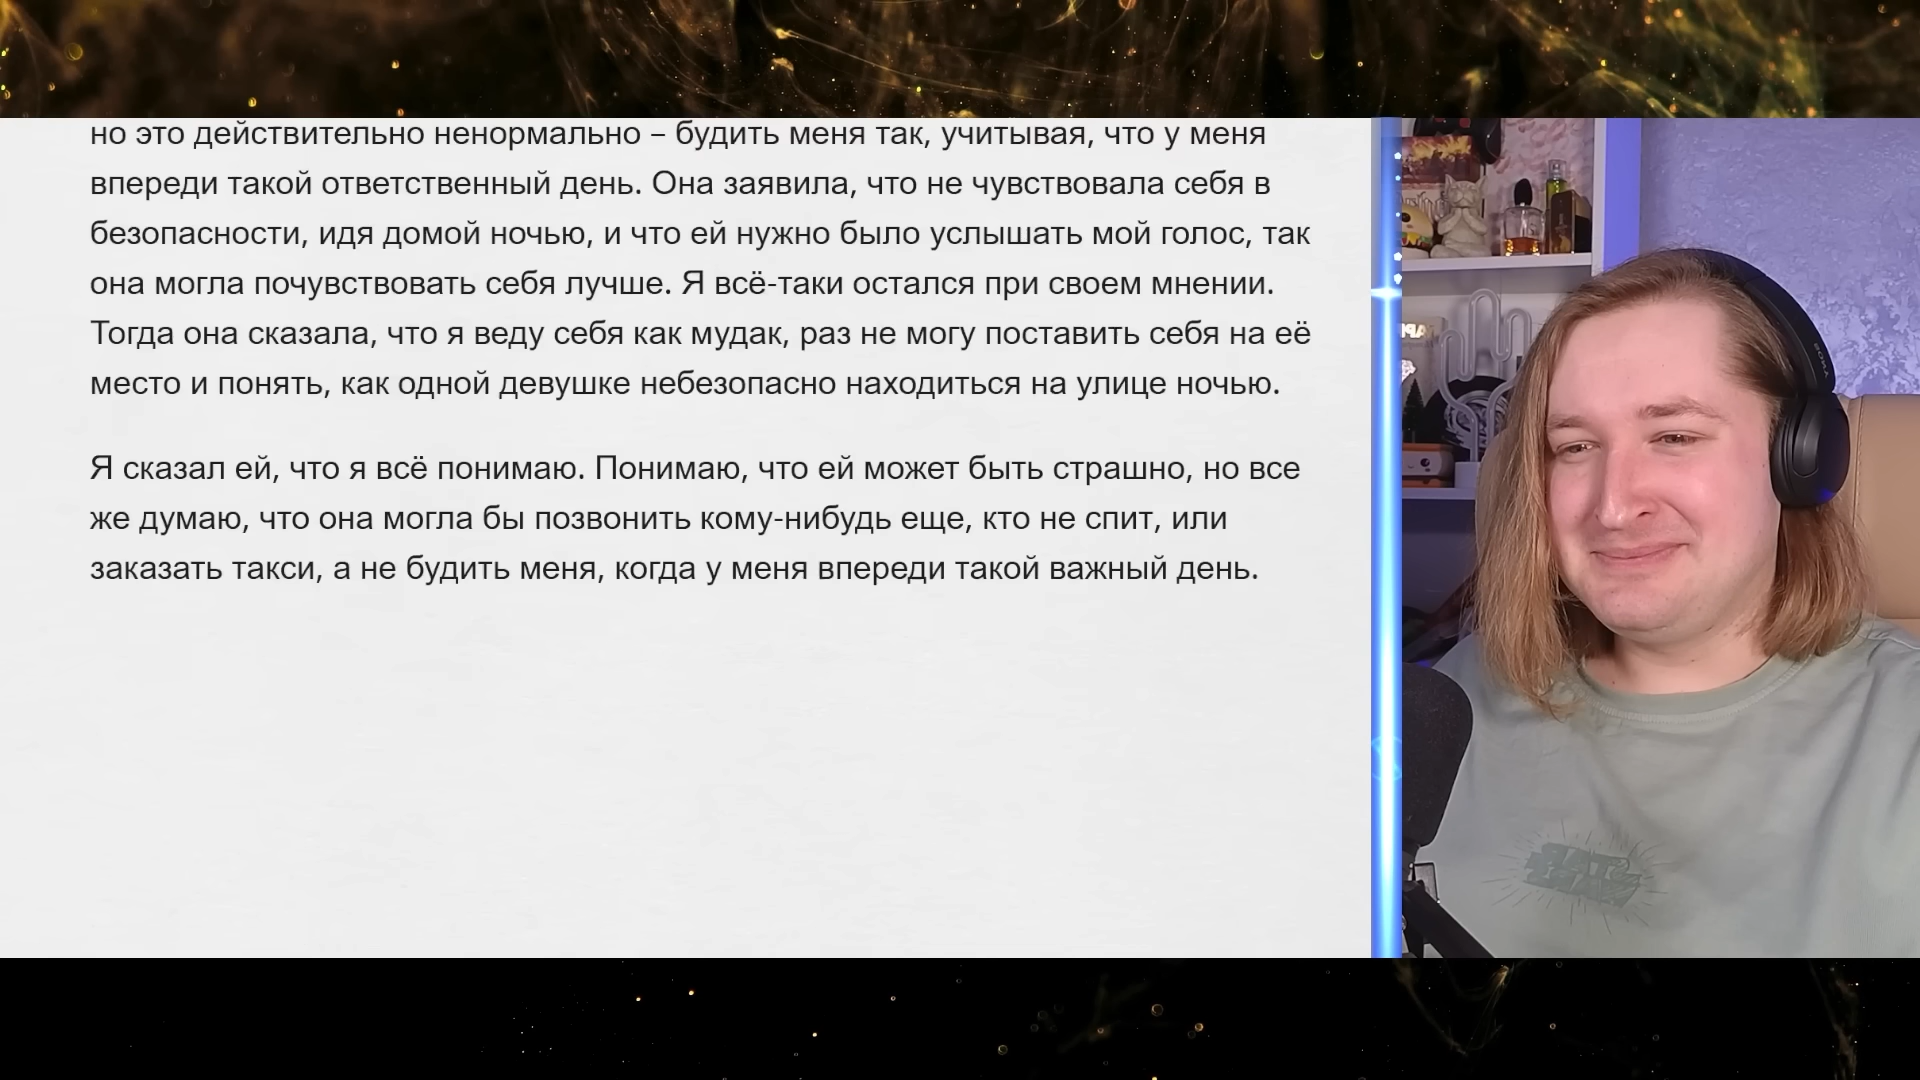 но это действительно ненормально – будить меня так, учитывая, что у меня
впереди такой ответственный день. Она заявила, что не чувствовала себя в
безопасности, идя домой ночью, и что ей нужно было услышать мой голос, так
она могла почувствовать себя лучше. Я всё-таки остался при своем мнении.
Тогда она сказала, что я веду себя как мудак, раз не могу поставить себя на её
место и понять, как одной девушке небезопасно находиться на улице ночью.
Я сказал ей, что я всё понимаю. Понимаю, что ей может быть страшно, но все
же думаю, что она могла бы позвонить кому-нибудь еще, кто не спит, или
заказать такси, а не будить меня, когда у меня впереди такой важный день.
STAR
WARS